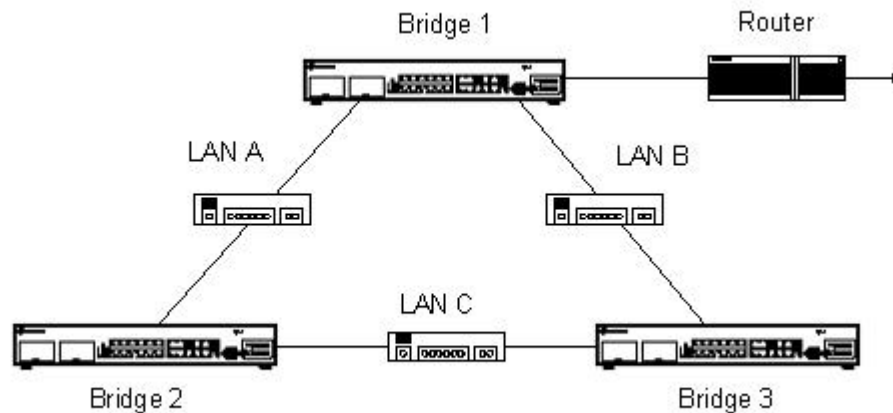 Bridge 1
Router
LAN A
LAN B
LAN C
Bridge 2
Bridge 3